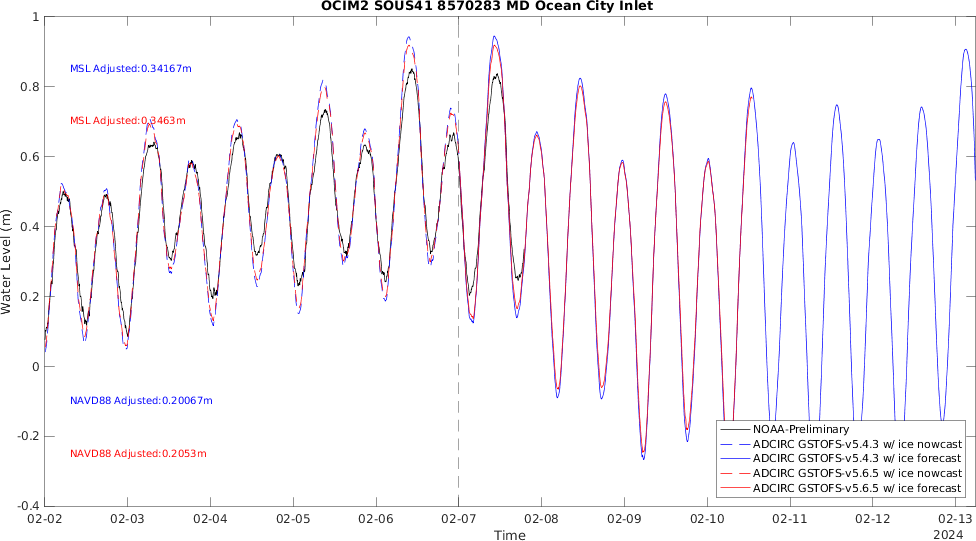 OCIM2 SOUS41 8570283 MD Ocean City Inlet
1
0.8
0.6
0.4
0.2
0
-0.2
-0.4
Water Level (m)
MSL Adjusted:0.34167m
MSL Adjusted:0.3463m
NAVD88 Adjusted:0.20067m
NAVD88 Adjusted:0.2053m
NOAA-Preliminary
ADCIRC GSTOFS-v5.4.3 w/ ice nowcast
ADCIRC GSTOFS-v5.4.3 w/ ice forecast
ADCIRC GSTOFS-v5.6.5 w/ ice nowcast
ADCIRC GSTOFS-v5.6.5 w/ ice forecast
02-02 02-03 02-04 02-05 02-06 02-07 02-08 02-09 02-10 02-11 02-12 02-13
Time
2024